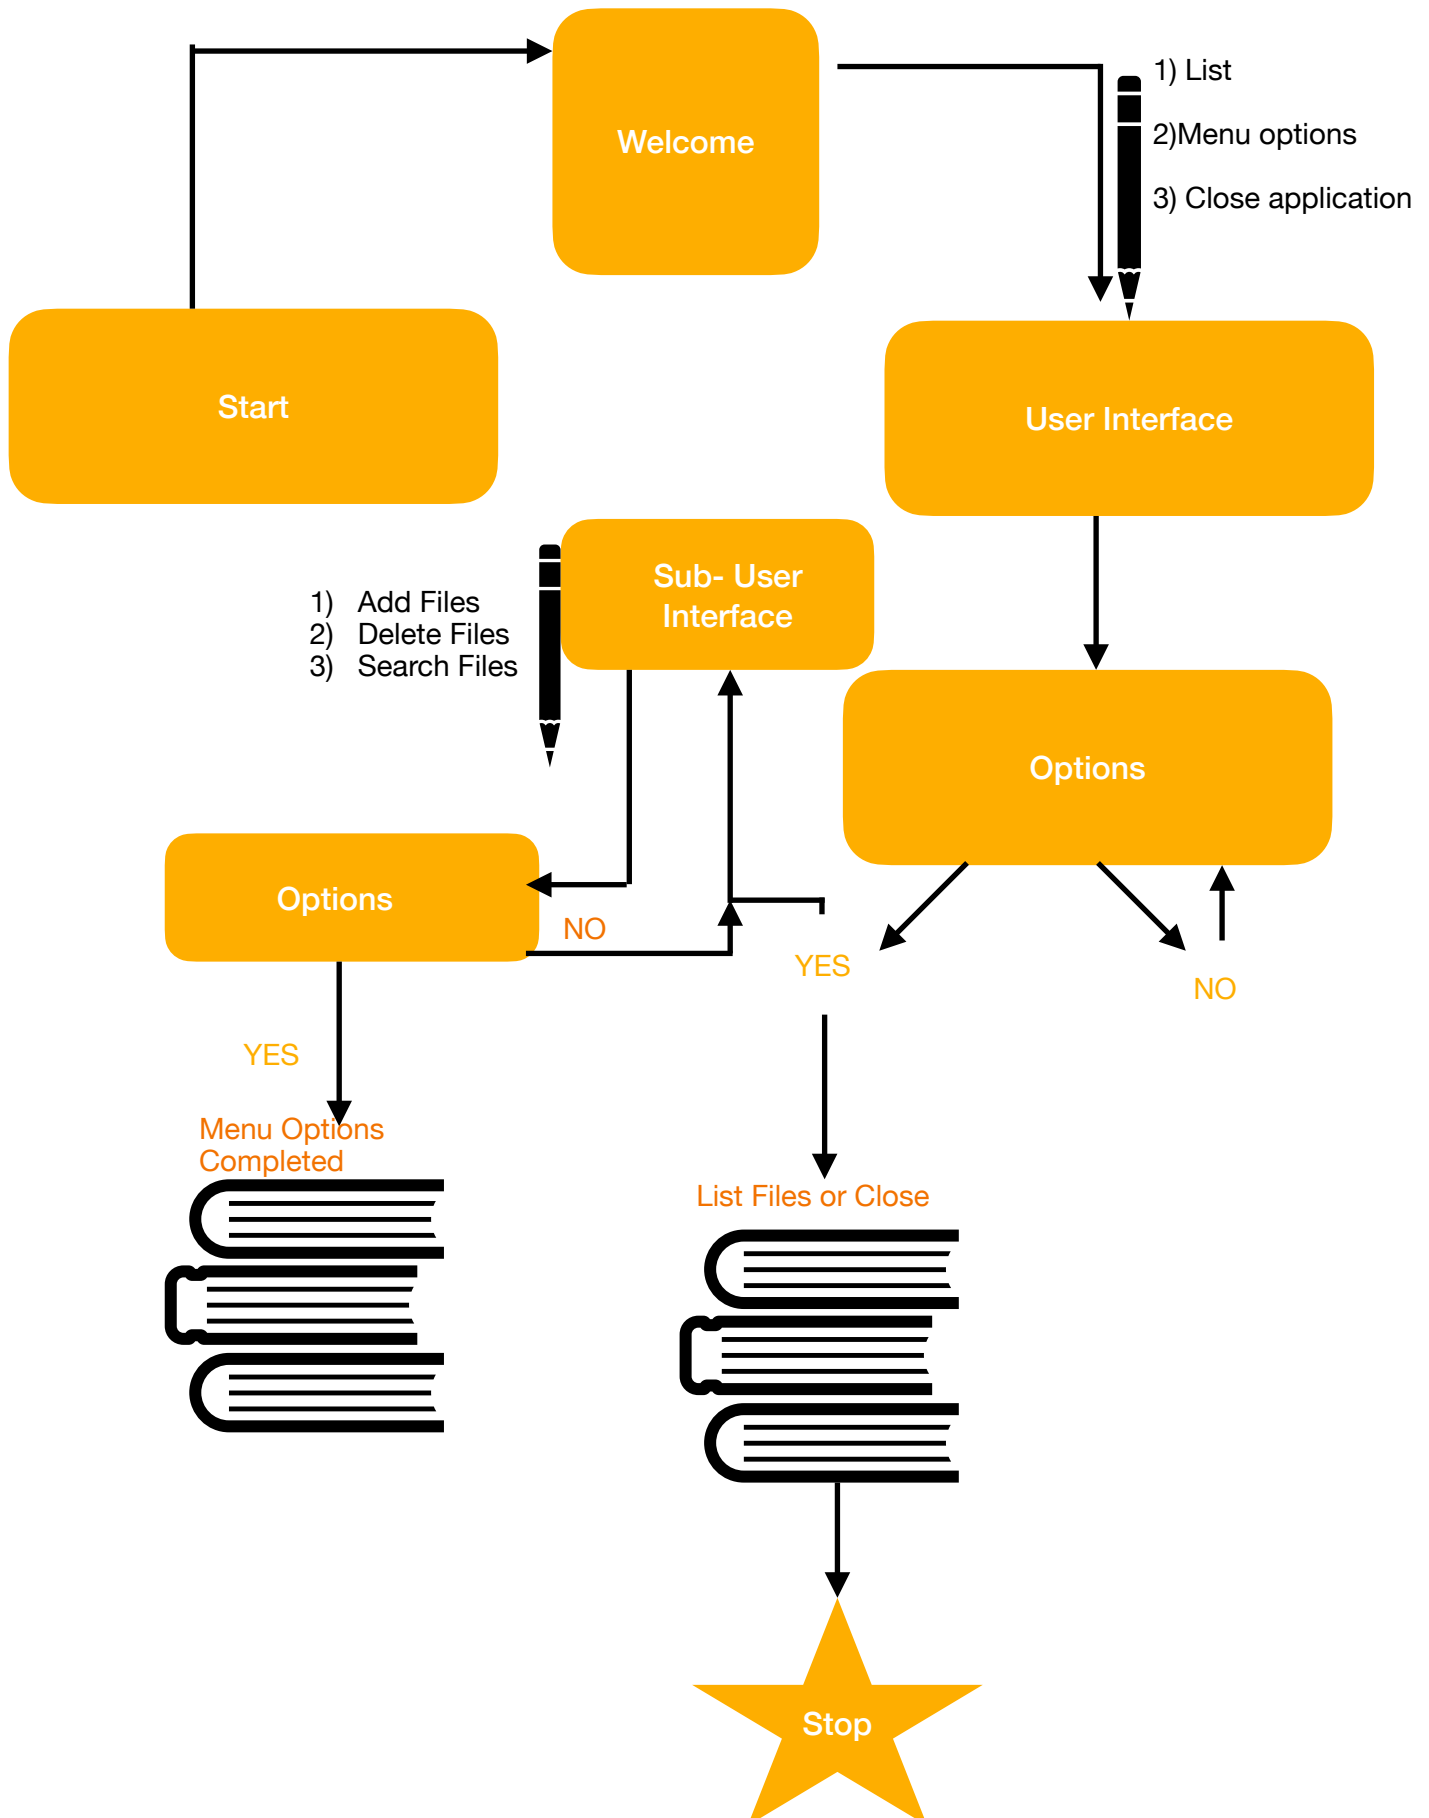 Welcome
1) List
2)Menu options
3) Close application
Start
User Interface
Sub- User
Interface
1) Add Files
2) Delete Files
3) Search Files
Options
Options
NO
YES
NO
YES
Menu Options
Completed
List Files or Close
Stop